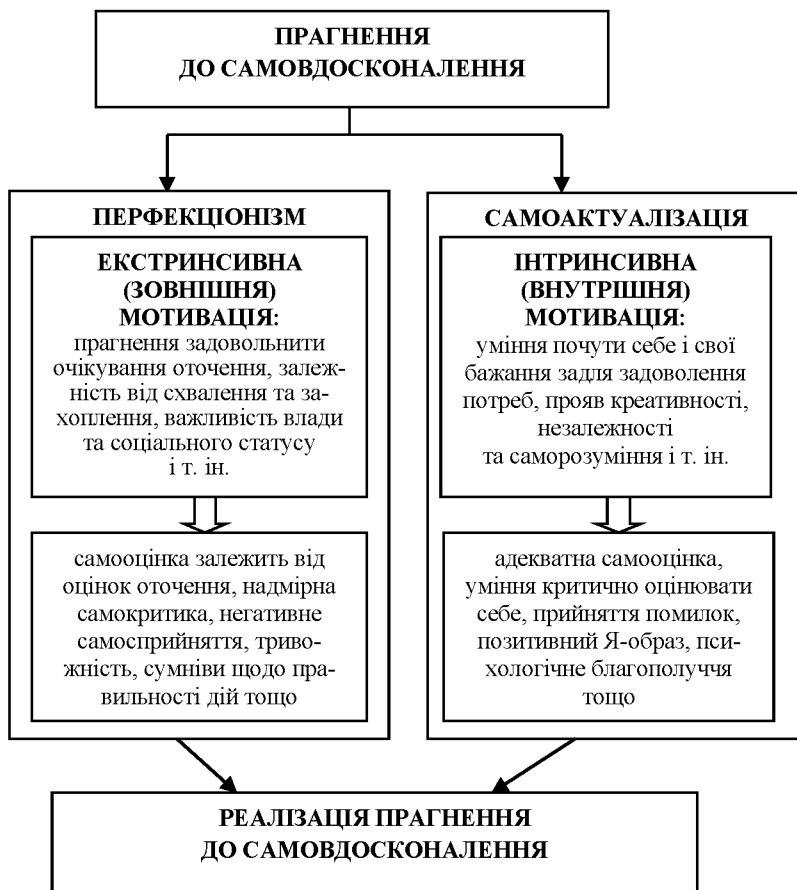 ПРАГНЕННЯ
ДО САМОВДОСКОНАЛЕННЯ
ПЕРФЕКЦІОНІЗМ
ЕКСТРИНСИВНА
(ЗОВНІШНЯ)
МОТИВАЦІЯ:
прагнення задовольнити
очікування оточення, залеж-
ність від схвалення та за-
хоплення, важливість влади
та соціального статусу
і т. ін.
самооцінка залежить від
оцінок оточення, надмірна
самокритика, негативне
самосприйняття, триво-
жність, сумніви щодо пра-
вильності дій тощо
САМОАКТУАЛІЗАЦІЯ
ІНТРИНСИВНА
(ВНУТРІШНЯ)
МОТИВАЦІЯ:
уміння почути себе і свої
бажання задля задоволення
потреб, прояв креативності,
незалежності
та саморозуміння і т. ін.
адекватна самооцінка,
уміння критично оцінювати
себе, прийняття помилок,
позитивний Я-образ, пси-
хологічне благополуччя
тощо
РЕАЛІЗАЦІЯ ПРАГНЕННЯ
ДО САМОВДОСКОНАЛЕННЯ